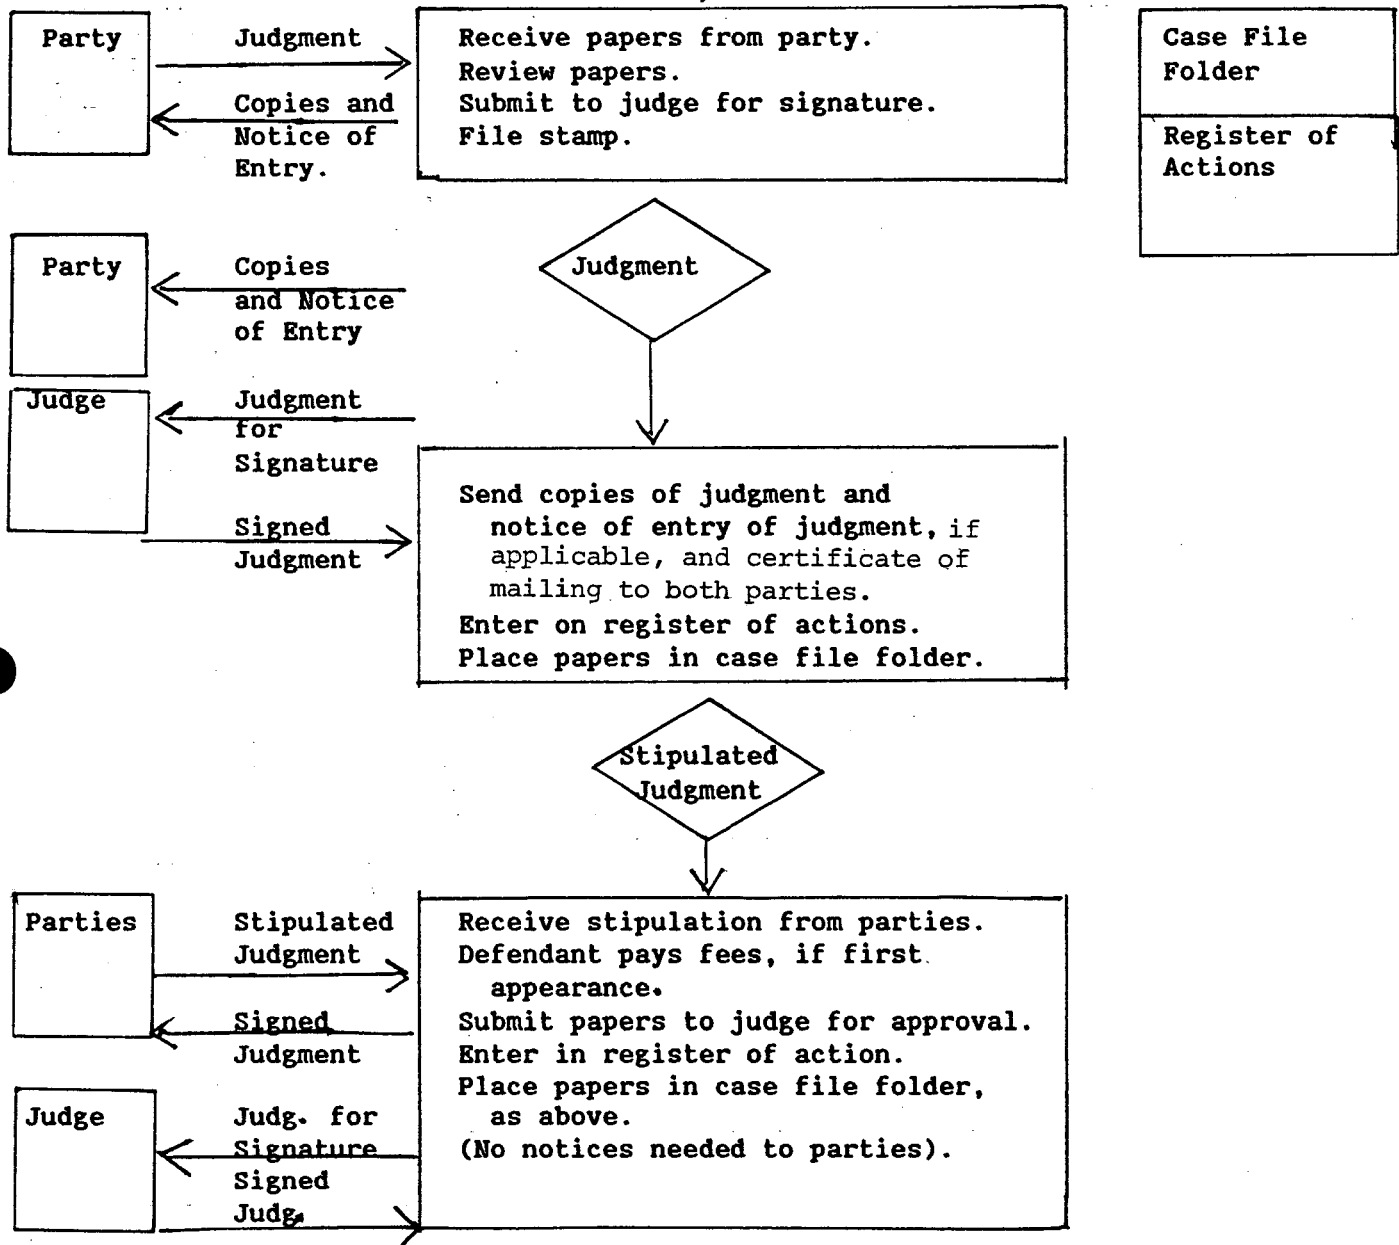 Party
Judgment
Copies and
Notice of
Entry.
Receive papers from party.
Review papers.
Submit to judge for signature.
File stamp.
Case File
Folder
Register of
Actions
Judgment
Party
Copies
and Notice
of Entry
Judge
Judgment
for
Signature
Signed
Judgment
Send copies of judgment and
notice of entry of judgment, if
applicable, and certificate of
mailing to both parties.
Enter on register of actions.
Place papers in case file folder.
Stipulated
Judgment
Parties
Stipulated
Judgment
Signed
Judgment
Receive stipulation from parties.
Defendant pays fees, if first
appearance.
Submit papers to judge for approval.
Enter in register of action.
Place papers in case file folder,
as above.
(No notices needed to parties).
Judge
Judg. for
Signature
Signed
Judg.